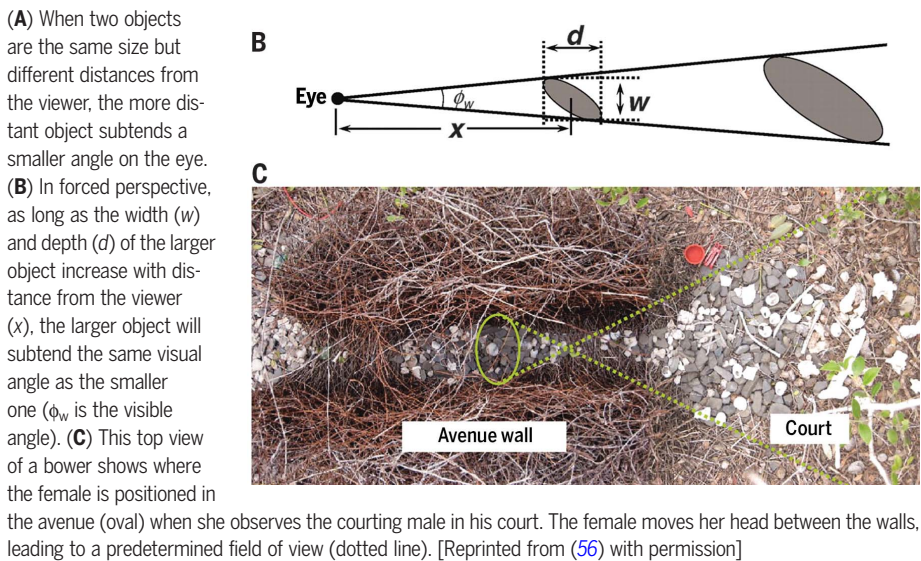 (A) When two objects
are the same size but
different distances from
the viewer, the more dis-
tant object subtends a
smaller angle on the eye.
(B) In forced perspective,
as long as the width (w)
and depth (d) of the larger
object increase with dis-
tance from the viewer
(x), the larger object will
subtend the same visual
angle as the smaller
one (ϕw is the visible
angle). (C) This top view
of a bower shows where
the female is positioned in
the avenue (oval) when she observes the courting male in his court. The female moves her head between the walls,
leading to a predetermined field of view (dotted line). [Reprinted from (56) with permission]
B
d
Eye
ϕw
w
x
C
Avenue wall
Court